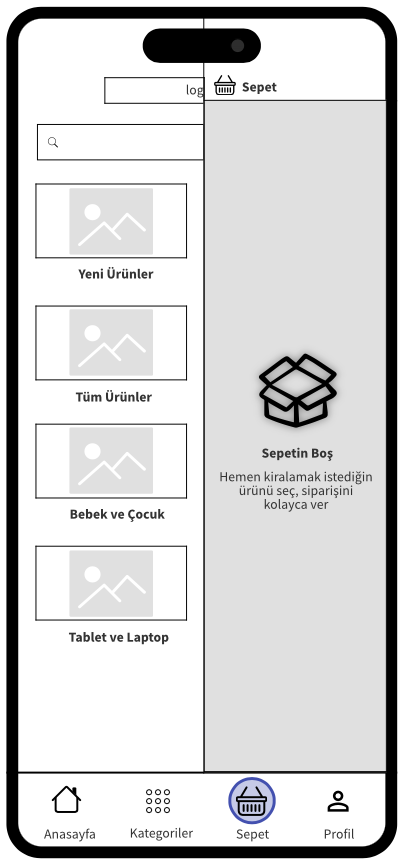 log
Sepet
Yeni Ürünler
Tüm Ürünler
Bebek ve Çocuk
Tablet ve Laptop
Sepetin Boş
Hemen kiralamak istediğin
ürünü seç, siparişini
kolayca ver
Anasayfa
Kategoriler
Sepet
Profil